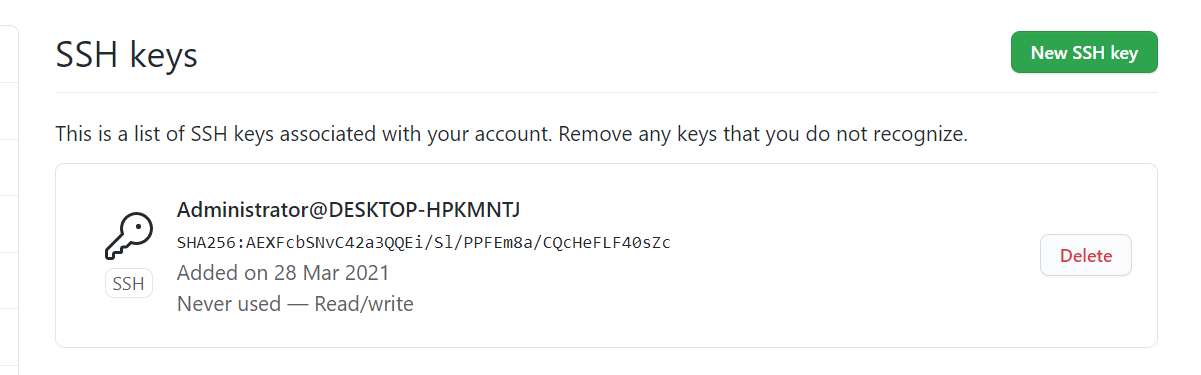 SSH keys
New SSH key
This is a list of SSH keys associated with your account. Remove any keys that you do not recognize.
Administrator@DESKTOP-HPKMNTJ
SHA256:AEXFcbSNvC42a3QQEi/Sl/PPFEm8a/CQcHeFLF40sZc
SSH
Added on 28 Mar 2021
Never used — Read/write
Delete